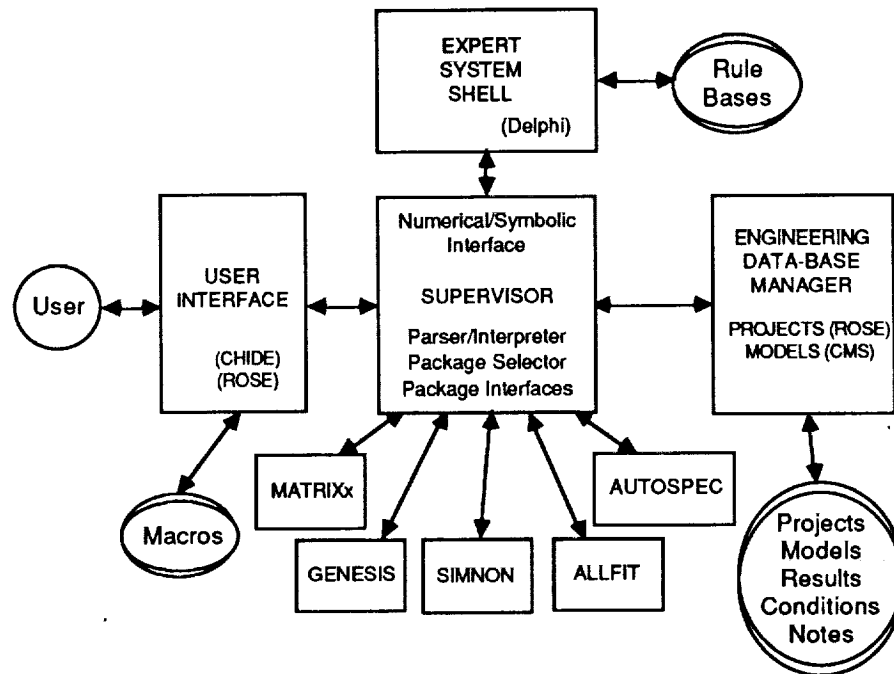 EXPERT
SYSTEM
SHELL
(Delphi)
Rule
Bases
User
USER
INTERFACE
(CHIDE)
(ROSE)
Numerical/Symbolic
Interface
SUPERVISOR
Parser/Interpreter
Package Selector
Package Interfaces
ENGINEERING
DATA-BASE
MANAGER
PROJECTS (ROSE)
MODELS (CMS)
Macros
MATRIXx
GENESIS
SIMNON
ALLFIT
AUTOSPEC
Projects
Models
Results
Conditions
Notes